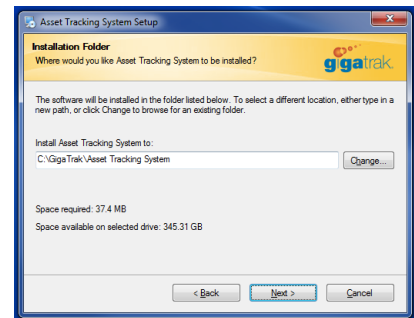 Asset Tracking System Setup
Installation Folder
Where would you like Asset Tracking System to be installed?
gigatrak.
The software will be installed in the folder listed below. To select a different location, either type in a
new path, or click Change to browse for an existing folder.
Install Asset Tracking System to:
C:\GigaTrak\Asset Tracking System
Change...
Space required: 37.4 MB
Space available on selected drive: 345.31 GB
< Back
Next >
Cancel